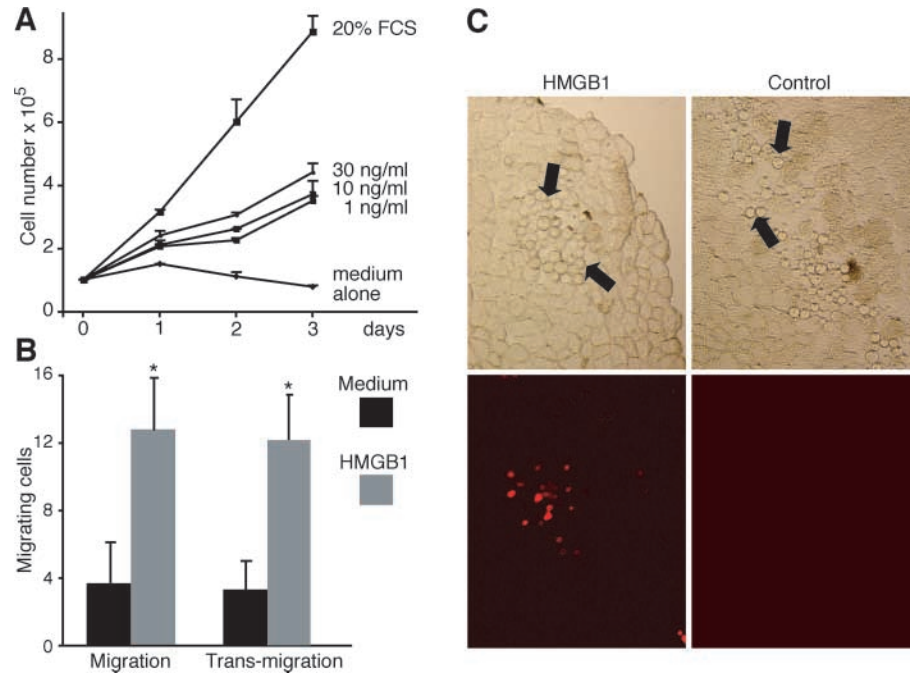 A
Cell number x 10⁵
8
6
4
2
0
20% FCS
30 ng/ml
10 ng/ml
1 ng/ml
medium
alone
0 1 2 3 days
B
Migrating cells
16
12
8
4
0
* *
Medium
HMGB1
Migration Trans-migration
C
HMGB1 Control